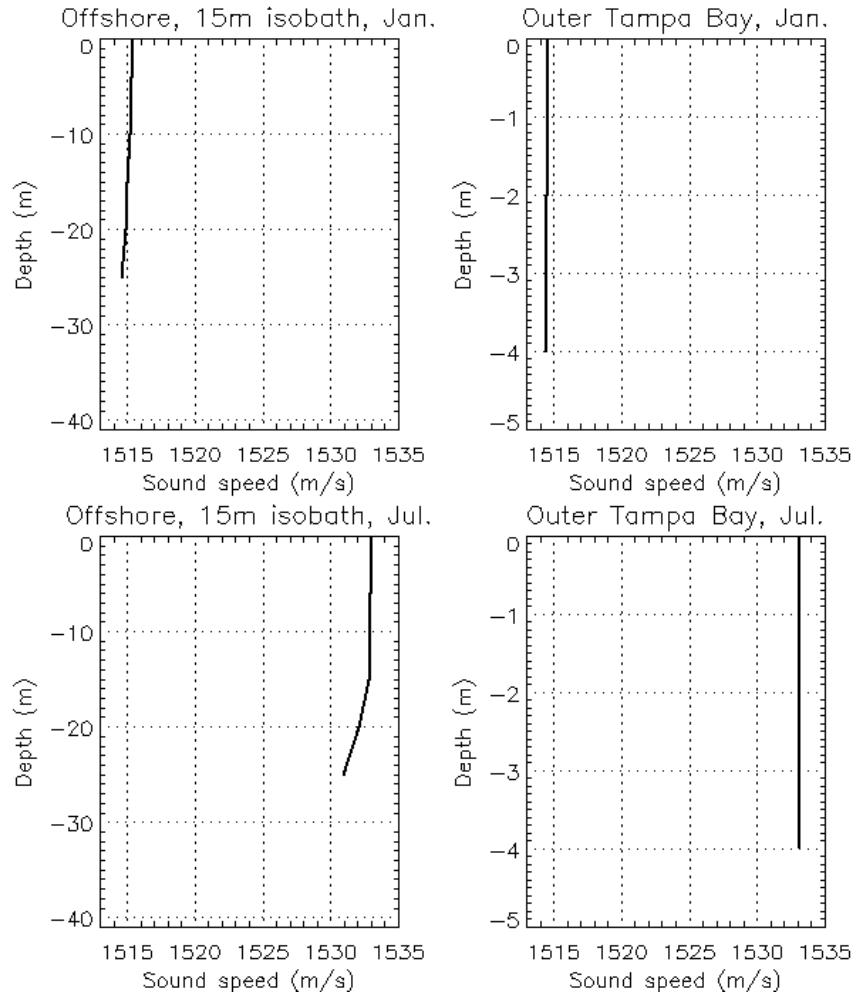 Offshore, 15m isobath, Jan.
0
−10
−20
−30
−40
Depth (m)
1515 1520 1525 1530 1535
Sound speed (m/s)
Outer Tampa Bay, Jan.
0
−1
−2
−3
−4
−5
Depth (m)
1515 1520 1525 1530 1535
Sound speed (m/s)
Offshore, 15m isobath, Jul.
0
−10
−20
−30
−40
Depth (m)
1515 1520 1525 1530 1535
Sound speed (m/s)
Outer Tampa Bay, Jul.
0
−1
−2
−3
−4
−5
Depth (m)
1515 1520 1525 1530 1535
Sound speed (m/s)